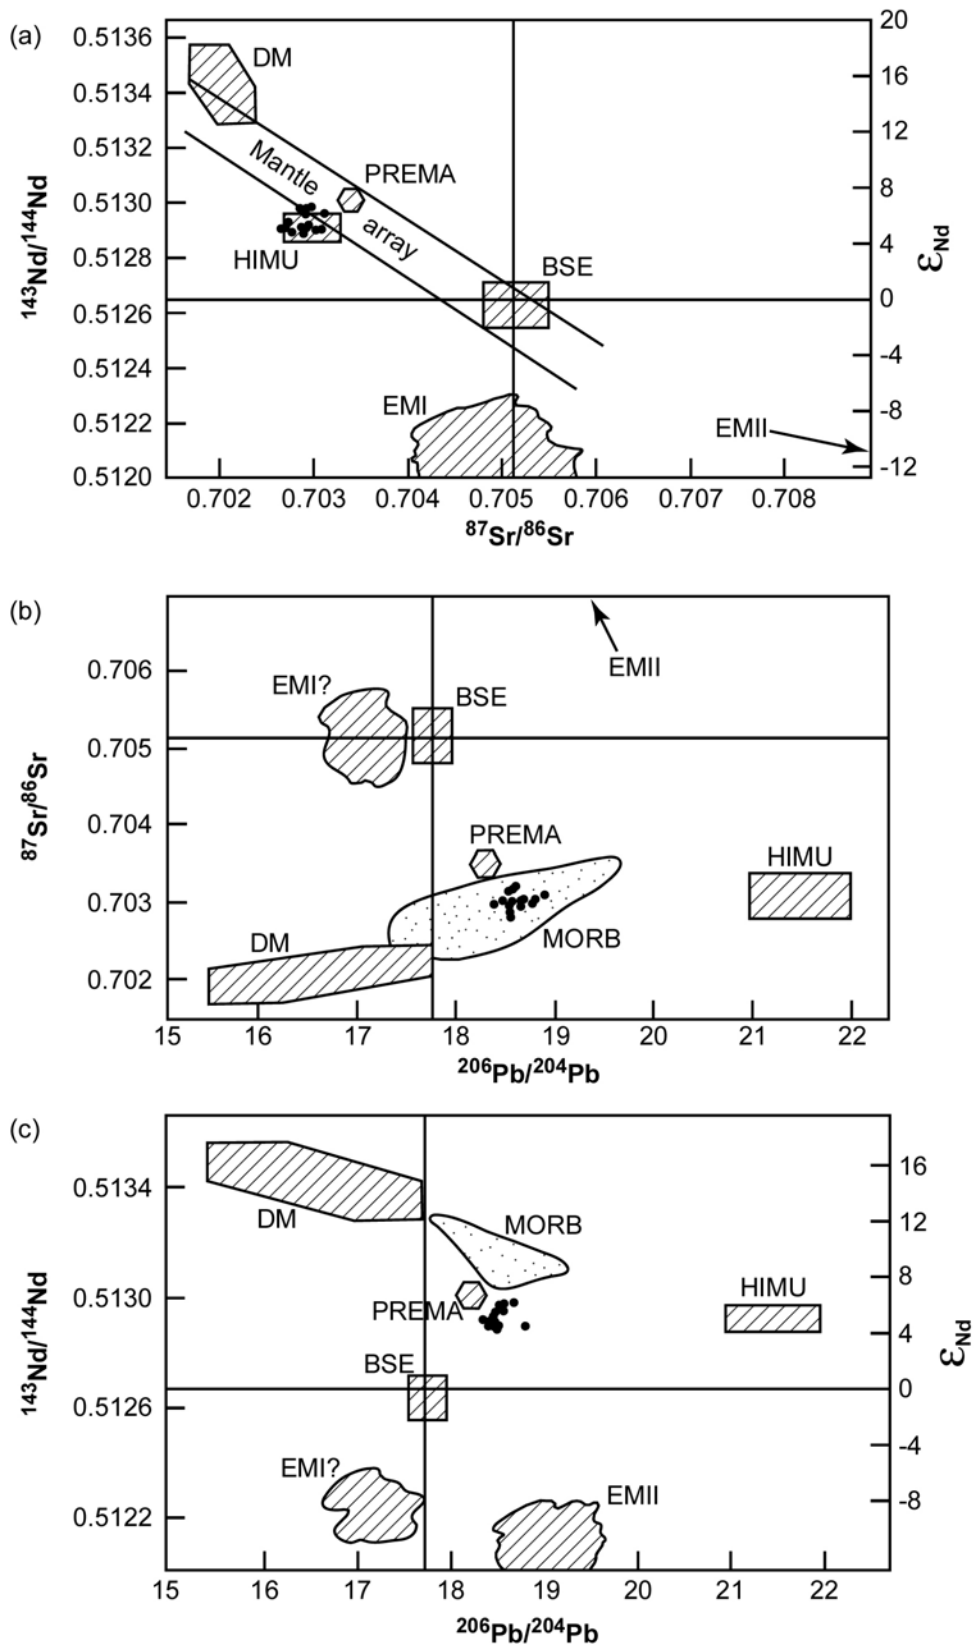 (a)
0.5136
0.5134
0.5132
0.5130
0.5128
0.5126
0.5124
0.5122
0.5120
¹⁴³Nd/¹⁴⁴Nd
DM
Mantle
array
PREMA
HIMU
BSE
EMI
EMII
20
16
12
8
4
0
-4
-8
-12
εNd
0.702 0.703 0.704 0.705 0.706 0.707 0.708
⁸⁷Sr/⁸⁶Sr
(b)
0.706
0.705
0.704
0.703
0.702
⁸⁷Sr/⁸⁶Sr
EMII
EMI?
BSE
PREMA
HIMU
MORB
DM
15 16 17 18 19 20 21 22
²⁰⁶Pb/²⁰⁴Pb
(c)
0.5134
0.5130
0.5126
0.5122
¹⁴³Nd/¹⁴⁴Nd
DM
MORB
PREMA
HIMU
BSE
EMI?
EMII
16
12
8
4
0
-4
-8
εNd
15 16 17 18 19 20 21 22
²⁰⁶Pb/²⁰⁴Pb